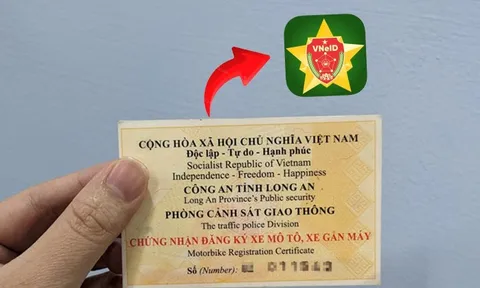 VNeID
CỘNG HÒA XÃ HỘI CHỦ NGHĨA VIỆT NAM
Độc lập - Tự do - Hạnh phúc
Socialist Republic of Vietnam
Independence - Freedom - Happiness
CÔNG AN TỈNH LONG AN
Long An Province's Public security
PHÒNG CẢNH SÁT GIAO THÔNG
The traffic police Division
CHỨNG NHẬN ĐĂNG KÝ XE MÔ TÔ, XE GẮN MÁY
Motorbike Registration Certificate
Số (Number):